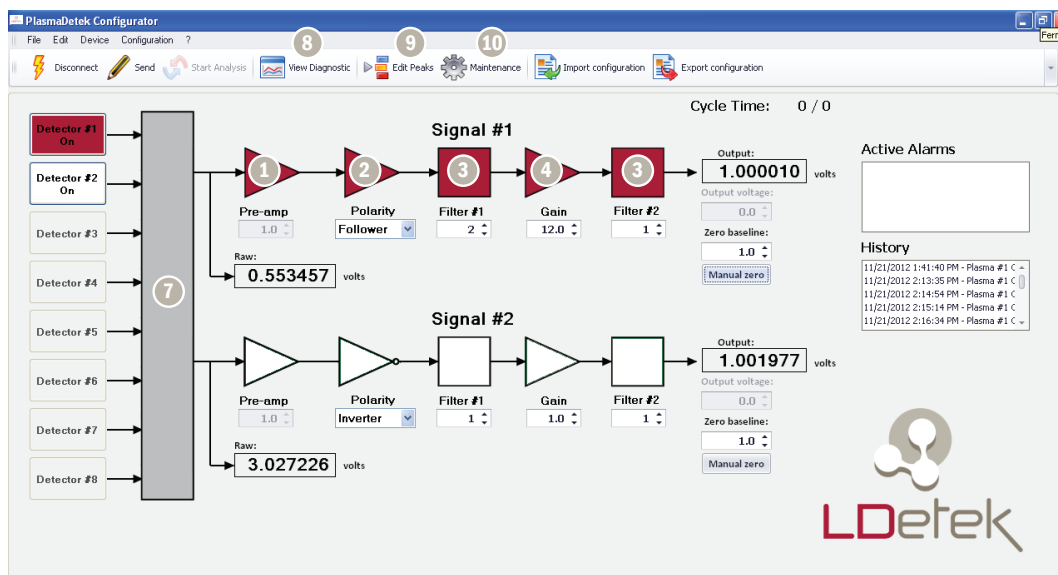 PlasmaDetek Configurator
Ferm
File Edit Device Configuration ?
8 9 10
Disconnect Send Start Analysis View Diagnostic Edit Peaks Maintenance Import configuration Export configuration
Cycle Time: 0 / 0
Detector #1
On
Detector #2
On
Detector #3
Detector #4
Detector #5
Detector #6
Detector #7
Detector #8
7
Signal #1
1 2 3 4 3
Pre-amp
1.0
Polarity
Follower
Filter #1
2
Gain
12.0
Filter #2
1
Raw:
0.553457 volts
Output:
1.000010 volts
Output voltage:
0.0
Zero baseline:
1.0
Manual zero
Signal #2
Pre-amp
1.0
Polarity
Inverter
Filter #1
1
Gain
1.0
Filter #2
1
Raw:
3.027226 volts
Output:
1.001977 volts
Output voltage:
0.0
Zero baseline:
1.0
Manual zero
Active Alarms
History
11/21/2012 1:41:40 PM - Plasma #1 C
11/21/2012 2:13:35 PM - Plasma #1 C
11/21/2012 2:14:54 PM - Plasma #1 C
11/21/2012 2:15:14 PM - Plasma #1 C
11/21/2012 2:16:34 PM - Plasma #1 C
LDetek